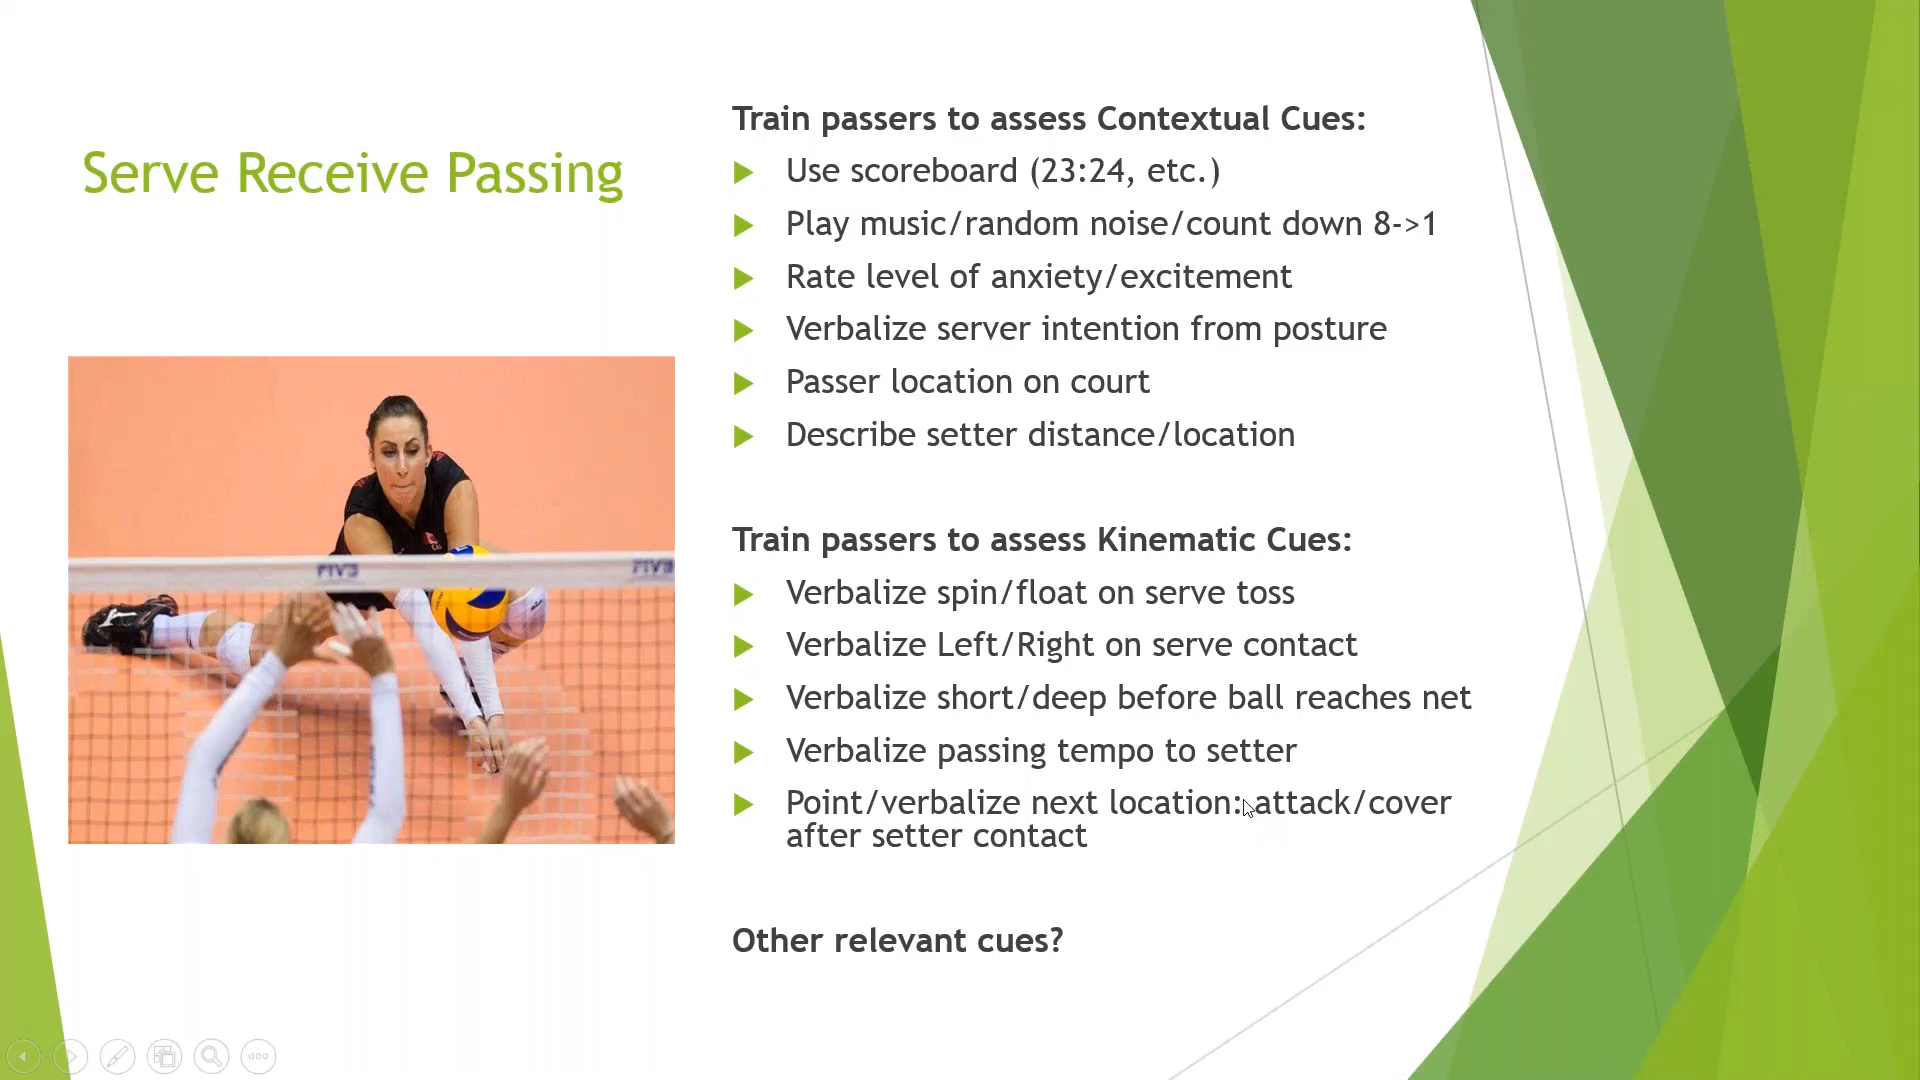 Serve Receive Passing
Train passers to assess Contextual Cues:
Use scoreboard (23:24, etc.)
Play music/random noise/count down 8->1
Rate level of anxiety/excitement
Verbalize server intention from posture
Passer location on court
Describe setter distance/location
Train passers to assess Kinematic Cues:
Verbalize spin/float on serve toss
Verbalize Left/Right on serve contact
Verbalize short/deep before ball reaches net
Verbalize passing tempo to setter
Point/verbalize next location: attack/cover
after setter contact
Other relevant cues?
FIVB
FIVB